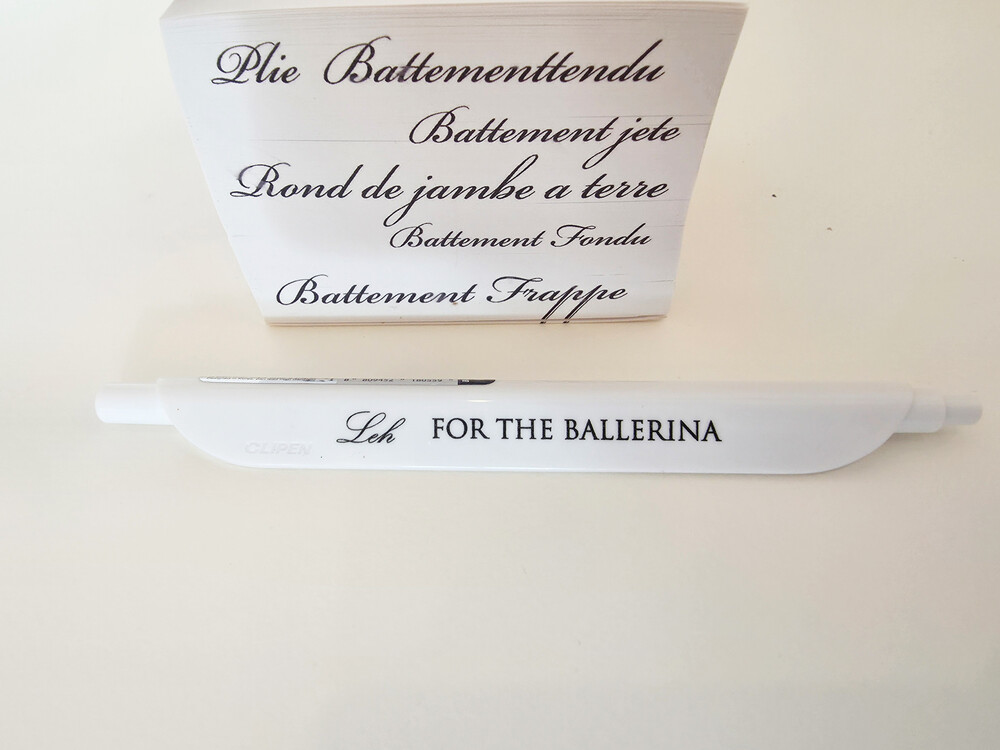 Plie Battementtendu
Battement jete
Rond de jambe a terre
Battement Fondu
Battement Frappe
Leh FOR THE BALLERINA
CLIPEN